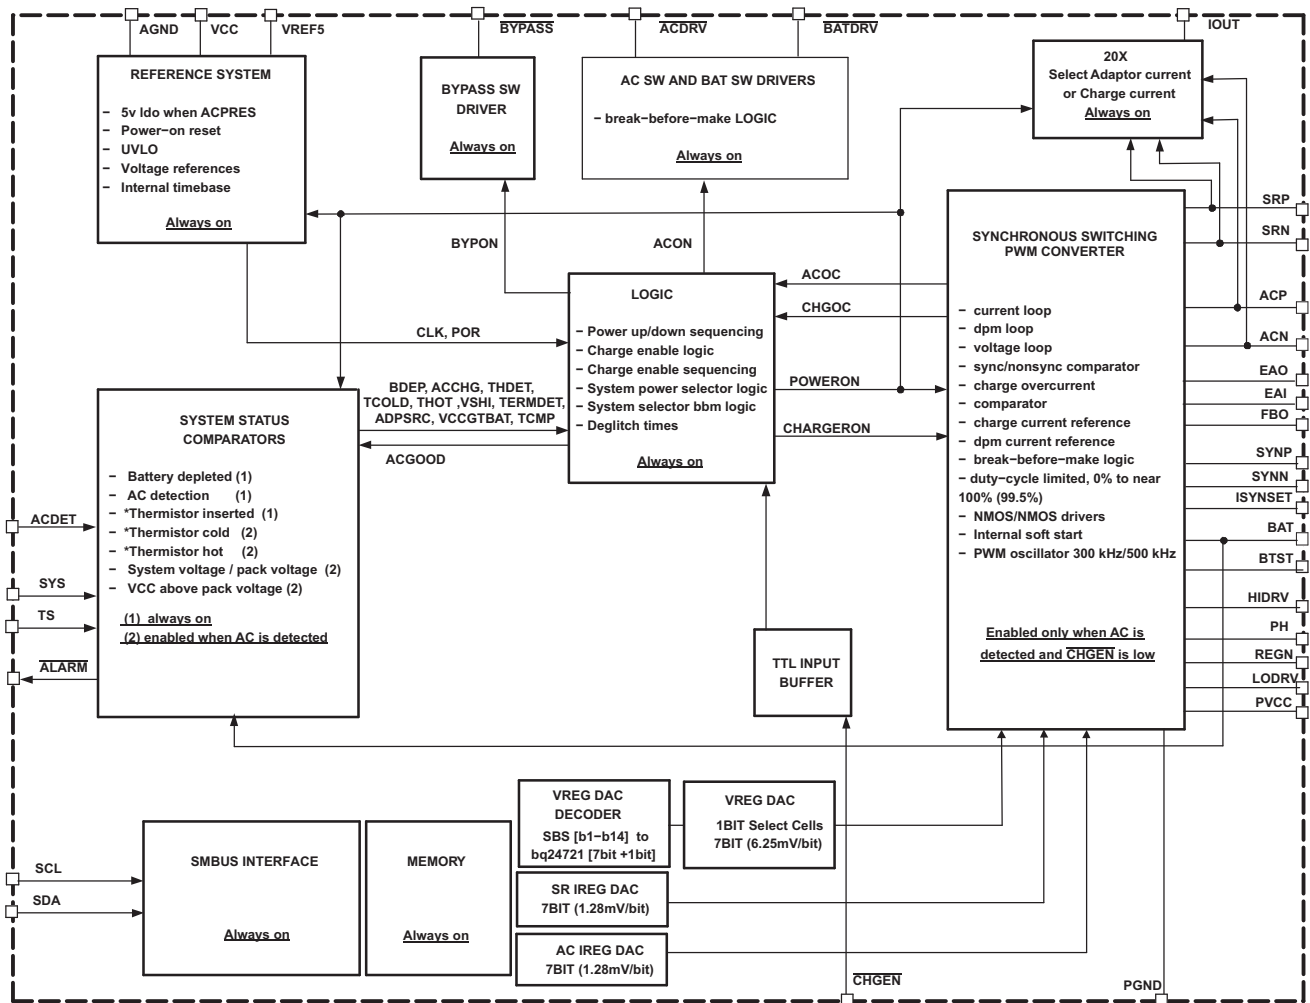 AGND
VCC
VREF5
BYPASS
ACDRV
BATDRV
IOUT
REFERENCE SYSTEM
− 5v ldo when ACPRES
− Power−on reset
− UVLO
− Voltage references
− Internal timebase
Always on
BYPASS SW
DRIVER
Always on
AC SW AND BAT SW DRIVERS
− break−before−make LOGIC
Always on
20X
Select Adaptor current
or Charge current
Always on
BYPON
ACON
LOGIC
− Power up/down sequencing
− Charge enable logic
− Charge enable sequencing
− System power selector logic
− System selector bbm logic
− Deglitch times
Always on
CLK, POR
ACOC
CHGOC
POWERON
CHARGERON
BDEP, ACCHG, THDET,
TCOLD, THOT ,VSHI, TERMDET,
ADPSRC, VCCGTBAT, TCMP
ACGOOD
SYNCHRONOUS SWITCHING
PWM CONVERTER
− current loop
− dpm loop
− voltage loop
− sync/nonsync comparator
− charge overcurrent
− comparator
− charge current reference
− dpm current reference
− break−before−make logic
− duty−cycle limited, 0% to near
100% (99.5%)
− NMOS/NMOS drivers
− Internal soft start
− PWM oscillator 300 kHz/500 kHz
Enabled only when AC is
detected and CHGEN is low
SRP
SRN
ACP
ACN
EAO
EAI
FBO
SYNP
SYNN
ISYNSET
BAT
BTST
HIDRV
PH
REGN
LODRV
PVCC
SYSTEM STATUS
COMPARATORS
− Battery depleted (1)
− AC detection (1)
− *Thermistor inserted (1)
− *Thermistor cold (2)
− *Thermistor hot (2)
− System voltage / pack voltage (2)
− VCC above pack voltage (2)
(1) always on
(2) enabled when AC is detected
ACDET
SYS
TS
ALARM
TTL INPUT
BUFFER
VREG DAC
DECODER
SBS [b1−b14] to
bq24721 [7bit +1bit]
VREG DAC
1BIT Select Cells
7BIT (6.25mV/bit)
SMBUS INTERFACE
Always on
MEMORY
Always on
SR IREG DAC
7BIT (1.28mV/bit)
AC IREG DAC
7BIT (1.28mV/bit)
SCL
SDA
CHGEN
PGND